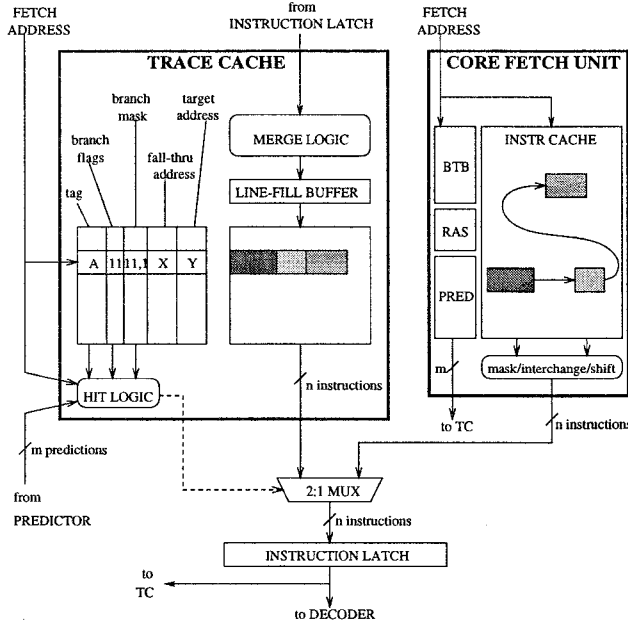 FETCH
ADDRESS
from
INSTRUCTION LATCH
FETCH
ADDRESS
TRACE CACHE
CORE FETCH UNIT
branch
mask
target
address
branch
flags
fall-thru
address
tag
MERGE LOGIC
LINE-FILL BUFFER
INSTR CACHE
BTB
RAS
PRED
A
11
11,1
X
Y
HIT LOGIC
n instructions
m
mask/interchange/shift
to TC
n instructions
m predictions
from
PREDICTOR
2:1 MUX
n instructions
INSTRUCTION LATCH
to
TC
to DECODER